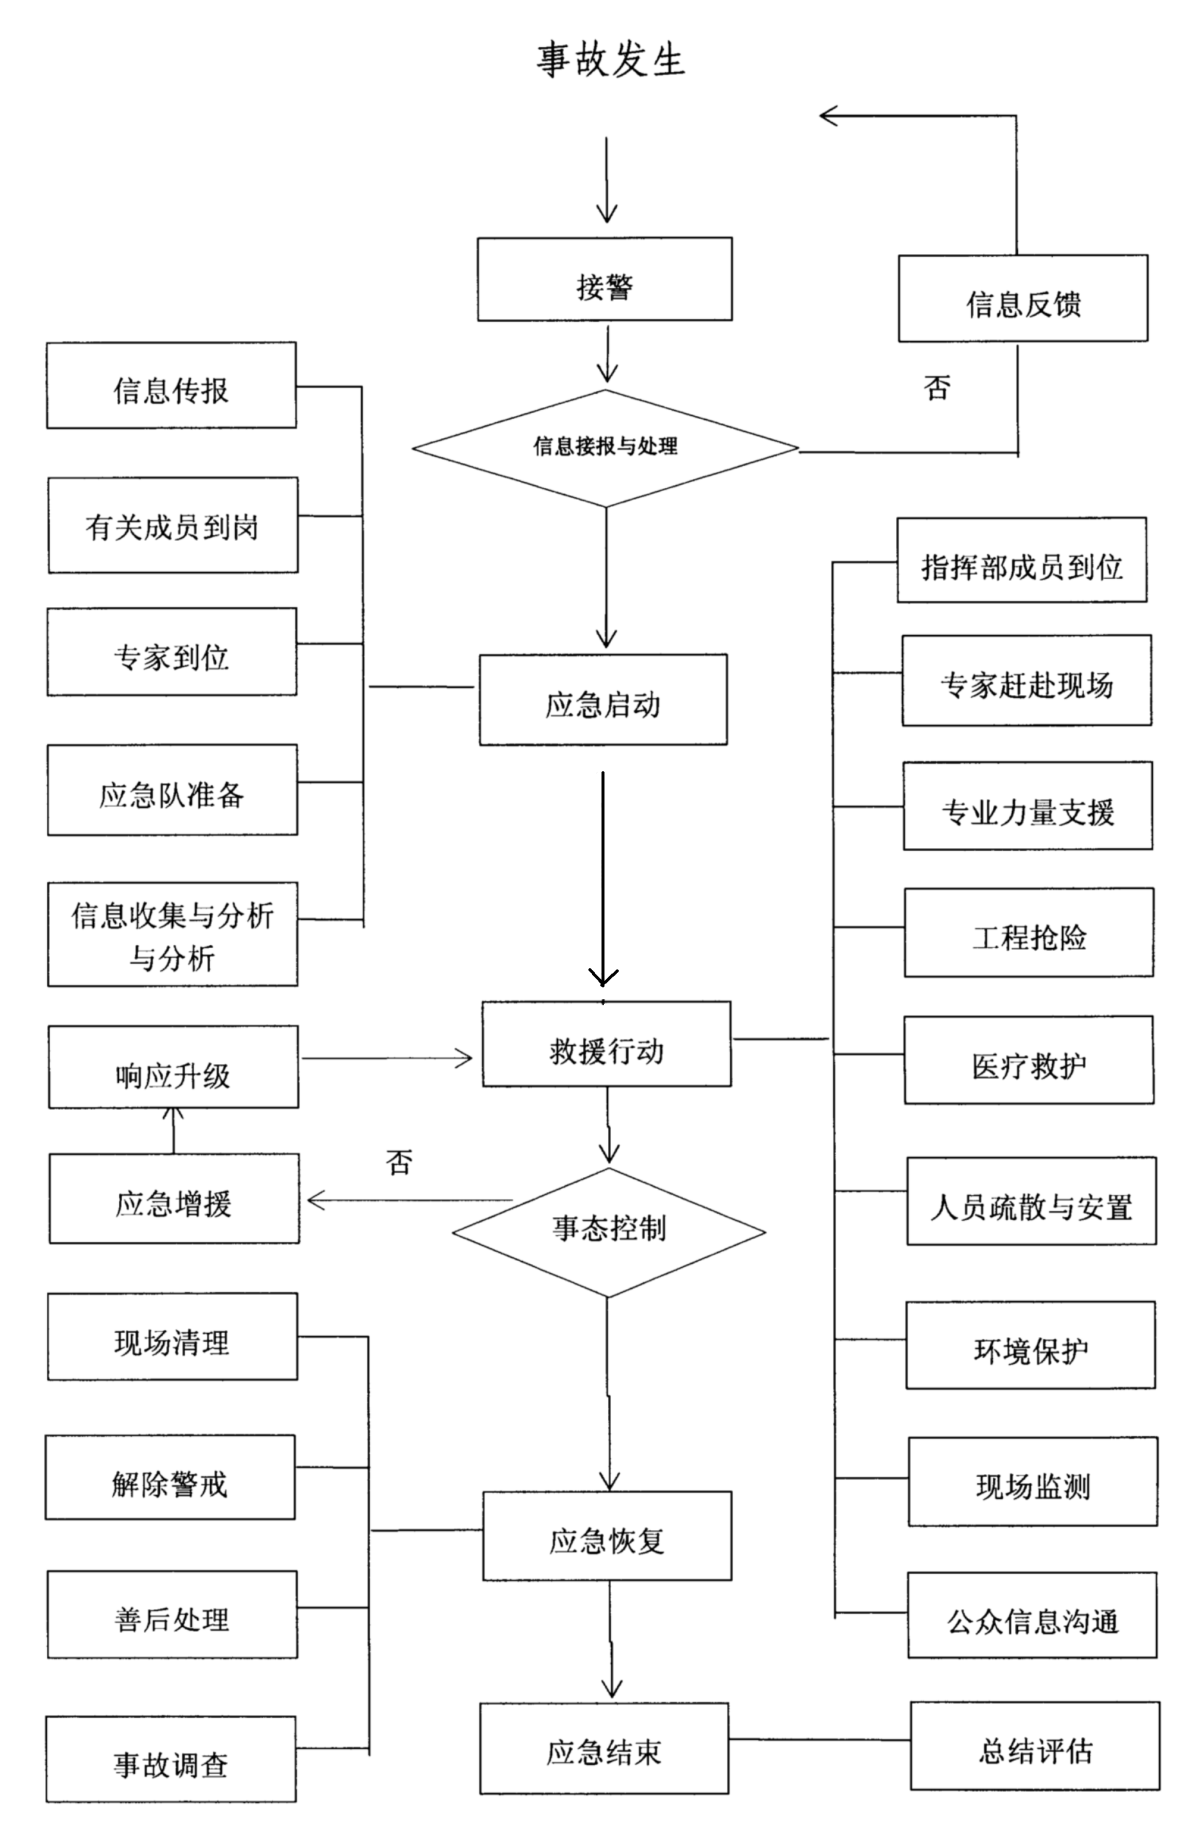 事故发生
接警
信息反馈
否
信息接报与处理
信息传报
有关成员到岗
专家到位
应急队准备
信息收集与分析
与分析
应急启动
指挥部成员到位
专家赶赴现场
专业力量支援
工程抢险
医疗救护
人员疏散与安置
环境保护
现场监测
公众信息沟通
救援行动
响应升级
应急增援
否
事态控制
现场清理
解除警戒
善后处理
事故调查
应急恢复
应急结束
总结评估